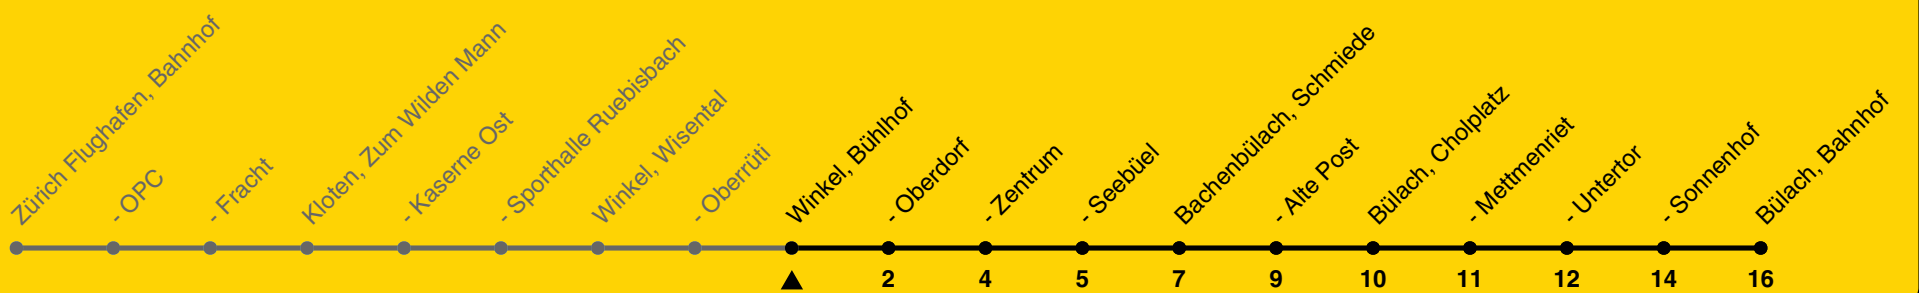 Zürich Flughafen, Bahnhof
- OPC
- Fracht
Kloten, Zum Wilden Mann
- Kaserne Ost
- Sporthalle Ruebisbach
Winkel, Wisental
- Oberrüti
Winkel, Bühlhof
- Oberdorf
- Zentrum
- Seebüel
Bachenbülach, Schmiede
- Alte Post
Bülach, Cholplatz
- Mettmenriet
- Untertor
- Sonnenhof
Bülach, Bahnhof
2 4 5 7 9 10 11 12 14 16